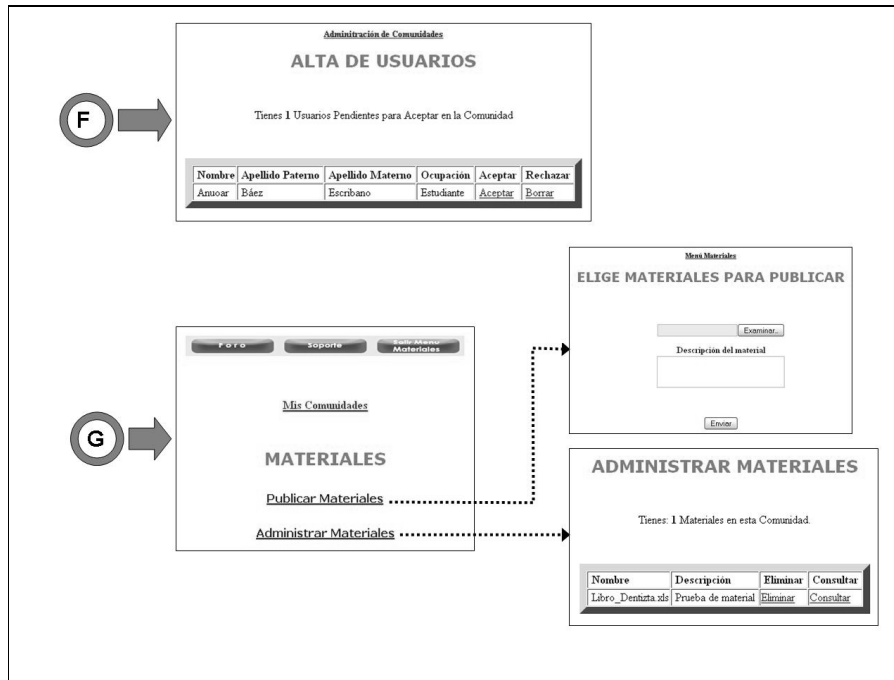 Adminitración de Comunidades
ALTA DE USUARIOS
F
Tienes 1 Usuarios Pendientes para Aceptar en la Comunidad
Nombre Apellido Paterno Apellido Materno Ocupación Aceptar Rechazar
Anuoar Báez Escribano Estudiante Aceptar Borrar
Menú Materiales
ELIGE MATERIALES PARA PUBLICAR
Examinar..
Descripción del material
Enviar
Foro Soporte Salir Menu
Materiales
Mis Comunidades
G
MATERIALES
Publicar Materiales
Administrar Materiales
ADMINISTRAR MATERIALES
Tienes: 1 Materiales en esta Comunidad.
Nombre Descripción Eliminar Consultar
Libro_Dentizta.xls Prueba de material Eliminar Consultar